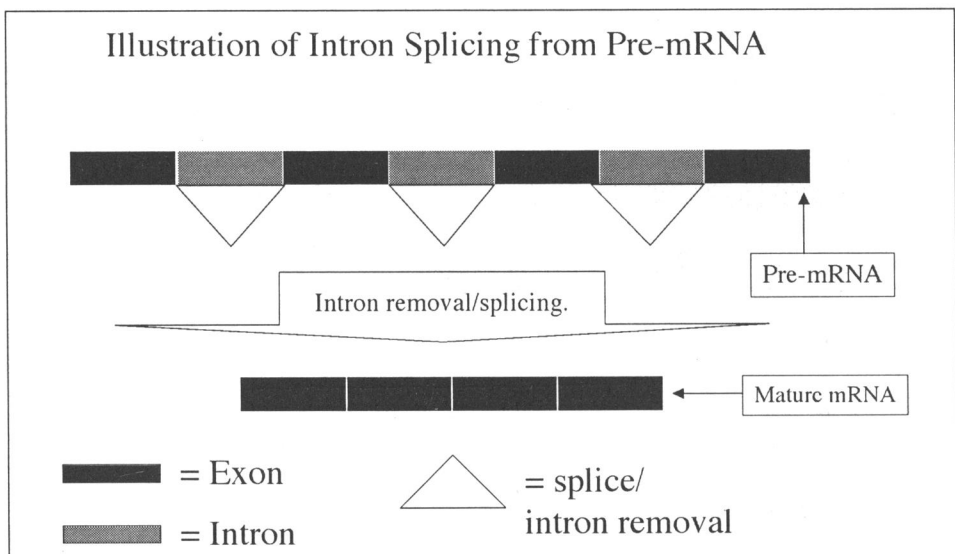 Illustration of Intron Splicing from Pre-mRNA
Pre-mRNA
Intron removal/splicing.
Mature mRNA
= Exon
= splice/
intron removal
= Intron